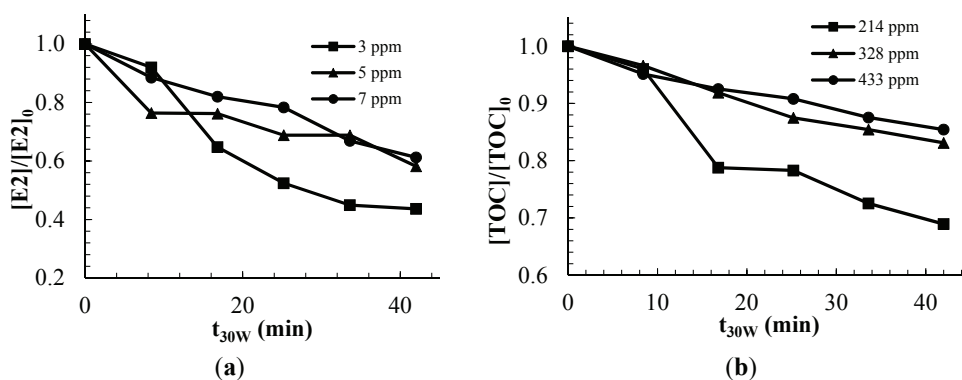 [E2]/[E2]0
1.0
0.8
0.6
0.4
0.2
0
20
40
t30W (min)
3 ppm
5 ppm
7 ppm
(a)
[TOC]/[TOC]0
1.0
0.9
0.8
0.7
0.6
0
10
20
30
40
t30W (min)
214 ppm
328 ppm
433 ppm
(b)